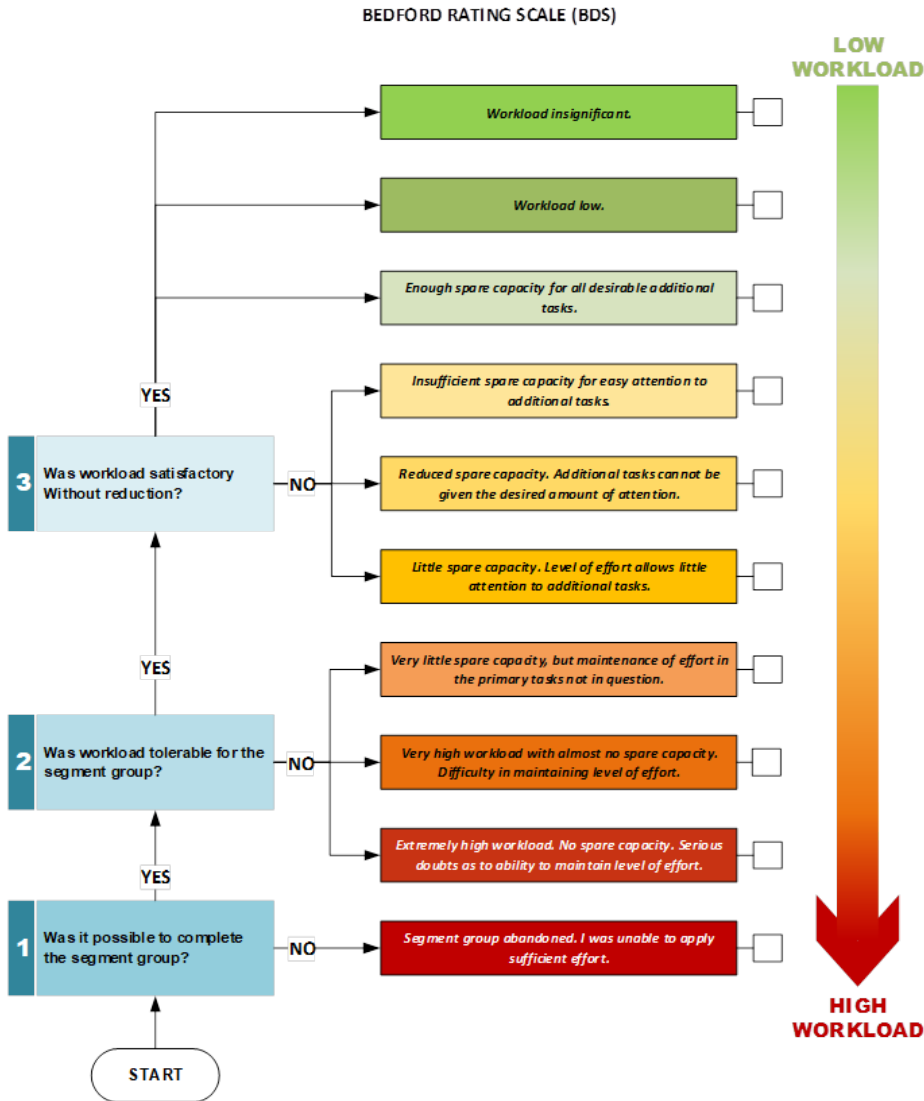 BEDFORD RATING SCALE (BDS)
LOW
WORKLOAD
Workload insignificant.
Workload low.
Enough spare capacity for all desirable additional
tasks.
YES
Insufficient spare capacity for easy attention to
additional tasks.
3
Was workload satisfactory
Without reduction?
NO
Reduced spare capacity. Additional tasks cannot be
given the desired amount of attention.
Little spare capacity. Level of effort allows little
attention to additional tasks.
YES
Very little spare capacity, but maintenance of effort in
the primary tasks not in question.
2
Was workload tolerable for the
segment group?
NO
Very high workload with almost no spare capacity.
Difficulty in maintaining level of effort.
Extremely high workload. No spare capacity. Serious
doubts as to ability to maintain level of effort.
YES
1
Was it possible to complete
the segment group?
NO
Segment group abandoned. I was unable to apply
sufficient effort.
HIGH
WORKLOAD
START